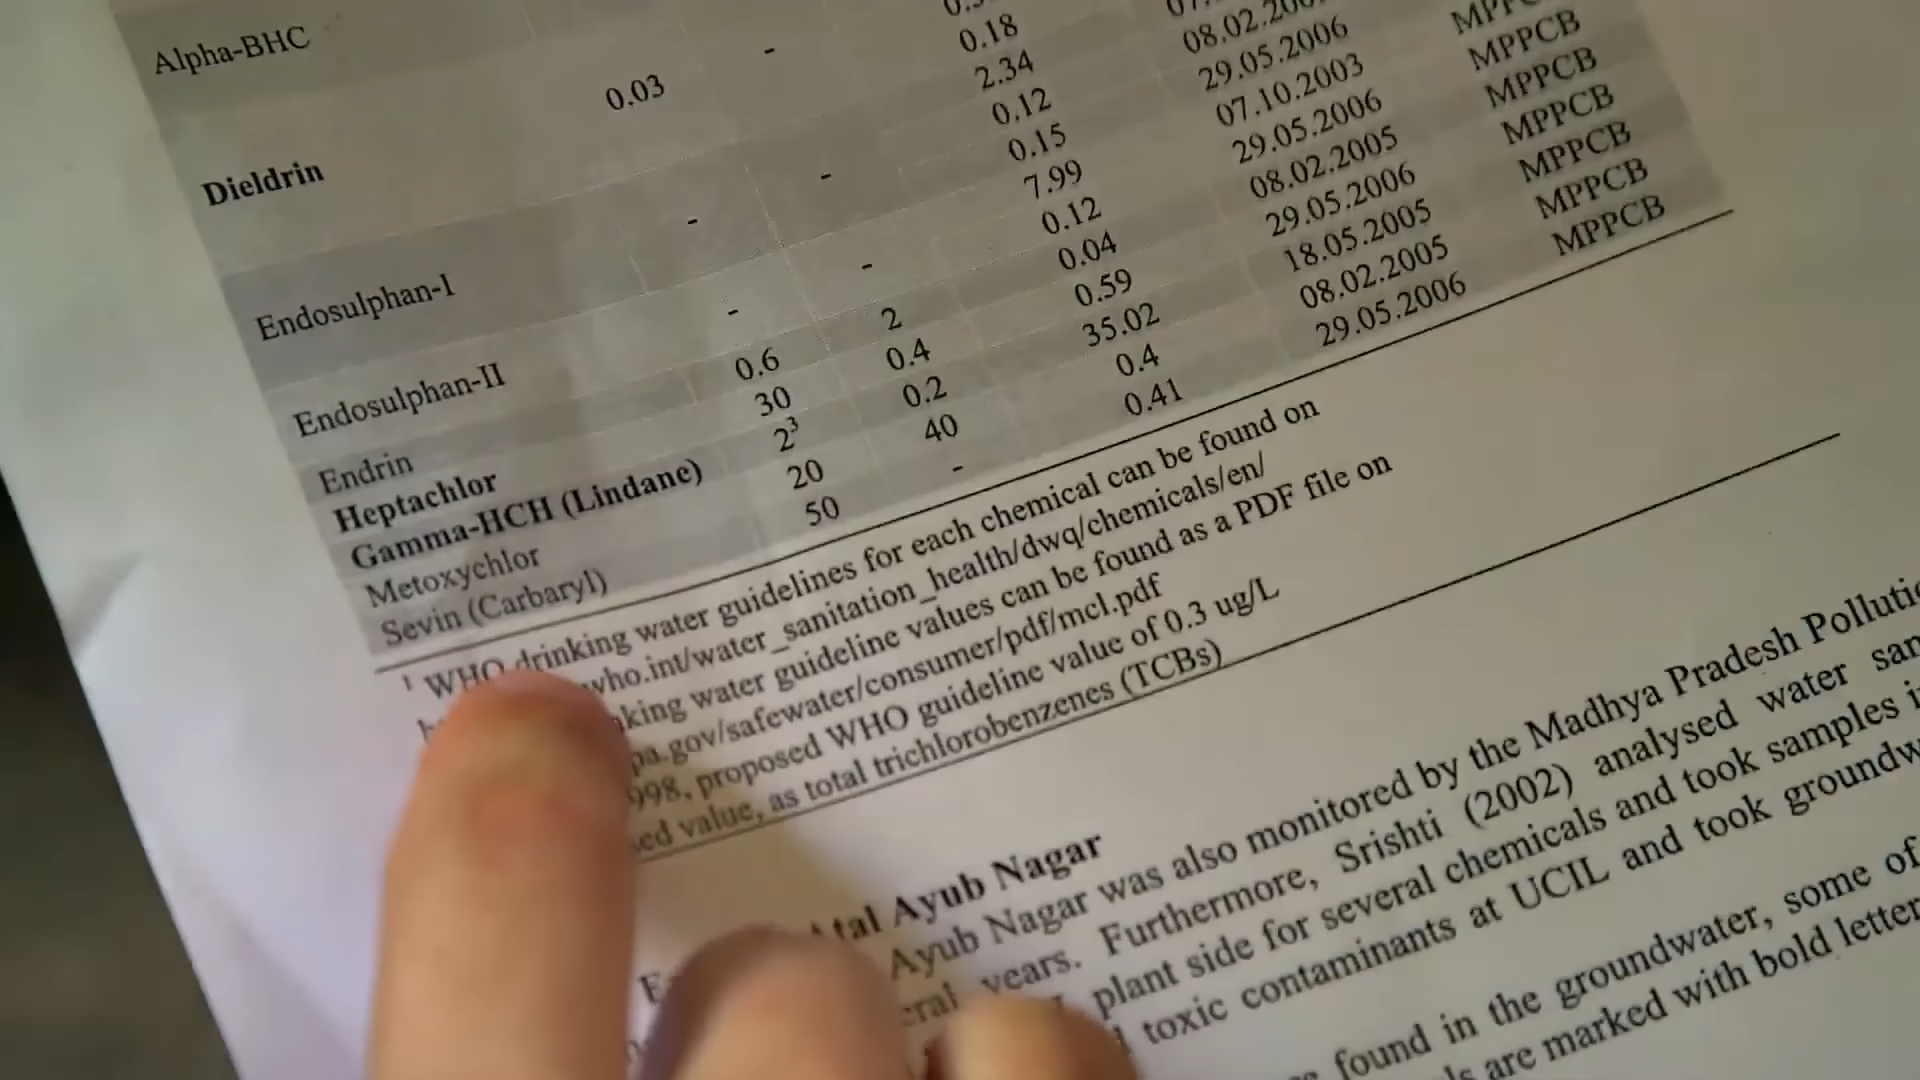 Alpha-BHC - 0.18
2.34
Dieldrin 0.03 - 0.12 08.02.200
0.15 29.05.2006
Endosulphan-I - - 7.99 07.10.2003
Endosulphan-II - - 0.12 29.05.2006 MPPCB
Endrin 0.6 2 0.04 08.02.2005 MPPCB
Heptachlor 30 0.4 0.59 29.05.2006 MPPCB
Gamma-HCH (Lindane) 2³ 0.2 35.02 18.05.2005 MPPCB
Metoxychlor 20 40 0.4 08.02.2005 MPPCB
Sevin (Carbaryl) 50 - 0.41 29.05.2006 MPPCB
¹ WHO drinking water guidelines for each chemical can be found on
who.int/water_sanitation_health/dwq/chemicals/en/
water guideline values can be found as a PDF file on
pa.gov/safewater/consumer/pdf/mcl.pdf
998, proposed WHO guideline value of 0.3 ug/L
value, as total trichlorobenzenes (TCBs)
Ayub Nagar
Ayub Nagar was also monitored by the Madhya Pradesh
years. Furthermore, Srishti (2002) analysed water
plant side for several chemicals and took samples
toxic contaminants at UCIL and took
found in the groundwater, some of
are marked with bold